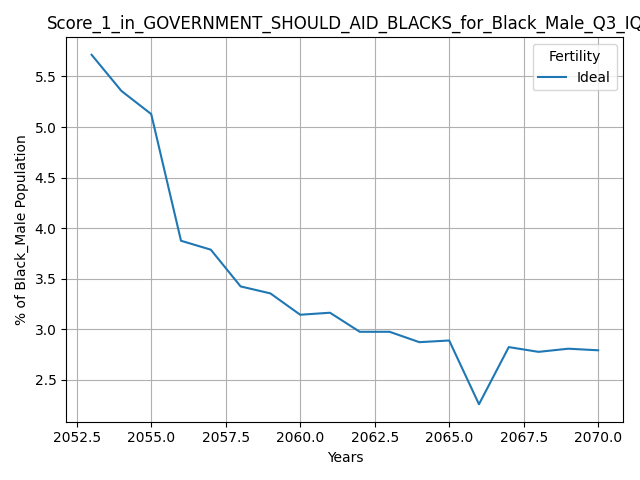 Score_1_in_GOVERNMENT_SHOULD_AID_BLACKS_for_Black_Male_Q3_IQ
Fertility
Ideal
5.5
5.0
4.5
4.0
3.5
3.0
2.5
% of Black_Male Population
2052.5 2055.0 2057.5 2060.0 2062.5 2065.0 2067.5 2070.0
Years